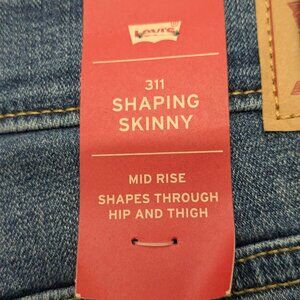 Levi's
311
SHAPING
SKINNY
MID RISE
SHAPES THROUGH
HIP AND THIGH